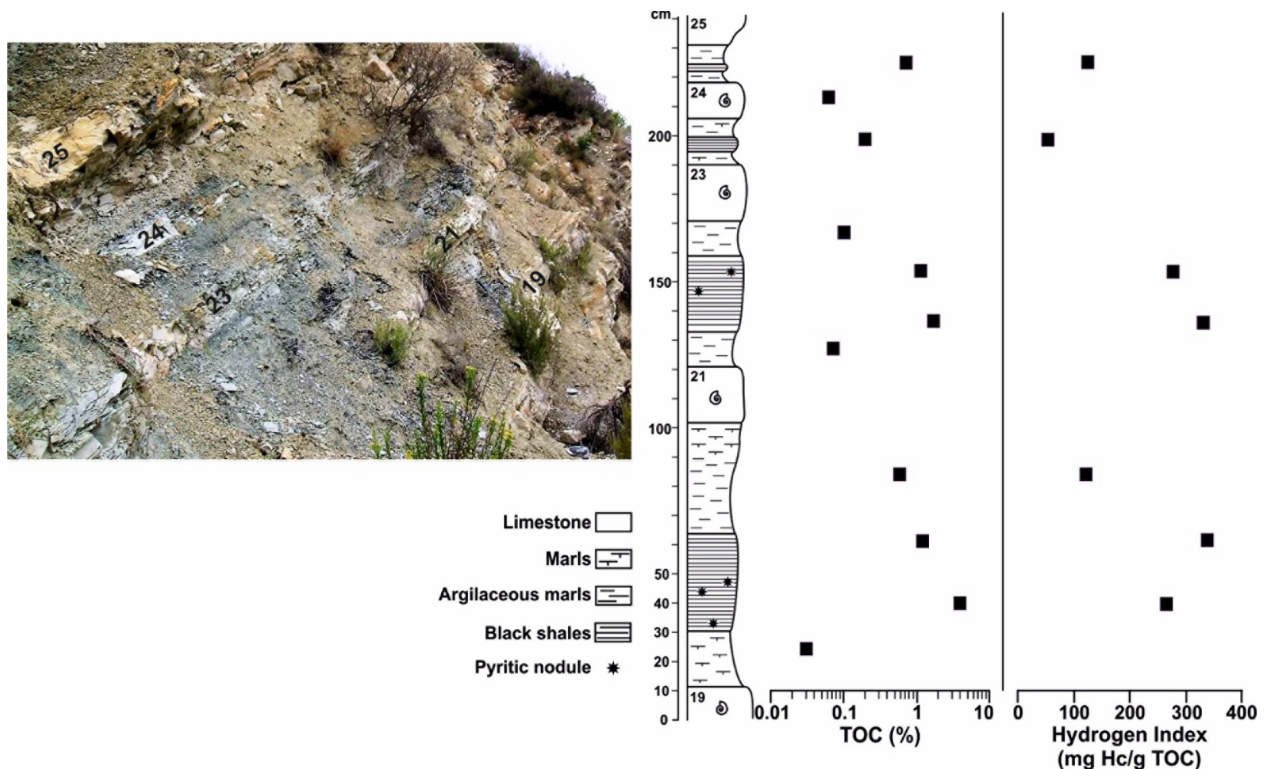 25
24
23
21
19
Limestone
Marls
Argilaceous marls
Black shales
Pyritic nodule
cm
200
150
100
50
40
30
20
10
0
25
24
23
21
19
0.01 0.1 1 10
TOC (%)
0 100 200 300 400
Hydrogen Index
(mg Hc/g TOC)